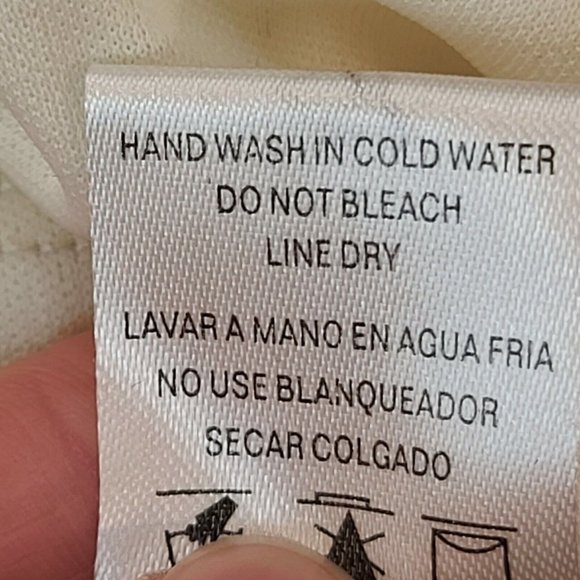 HAND WASH IN COLD WATER
DO NOT BLEACH
LINE DRY
LAVAR A MANO EN AGUA FRIA
NO USE BLANQUEADOR
SECAR COLGADO